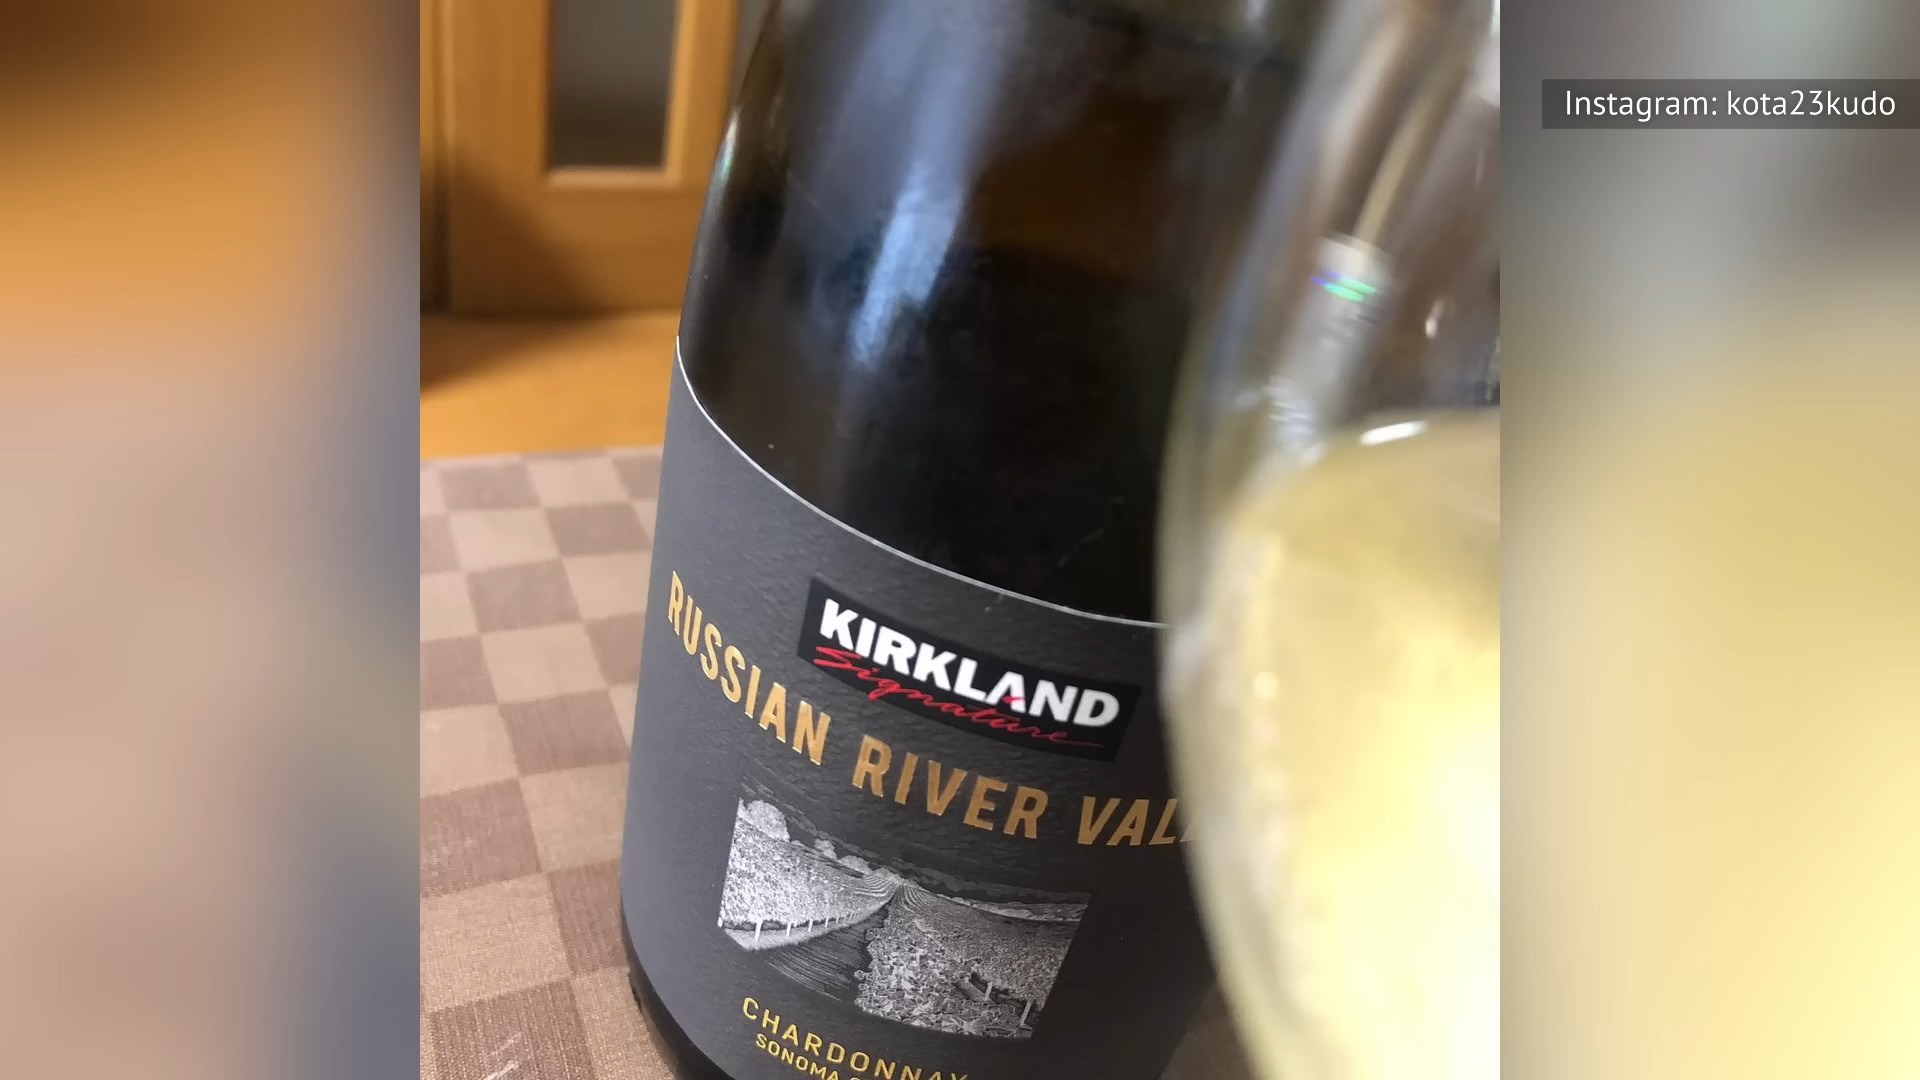 Instagram: kota23kudo
KIRKLAND
Signature
RUSSIAN RIVER VAL
CHARDONNAY
SONOMA